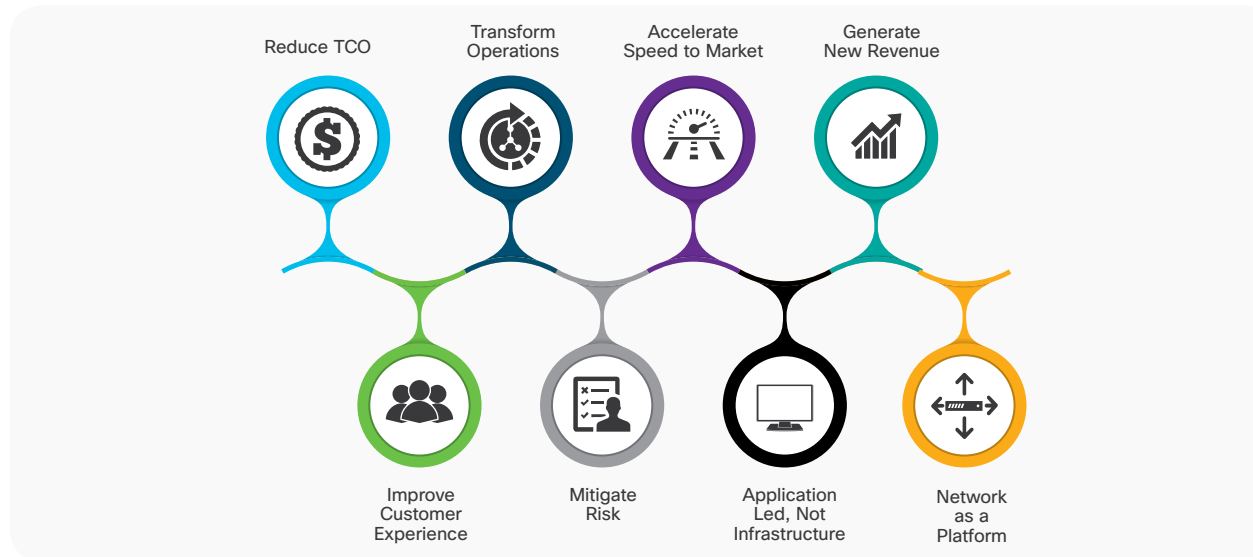 Reduce TCO
Transform
Operations
Accelerate
Speed to Market
Generate
New Revenue
Improve
Customer
Experience
Mitigate
Risk
Application
Led, Not
Infrastructure
Network
as a
Platform